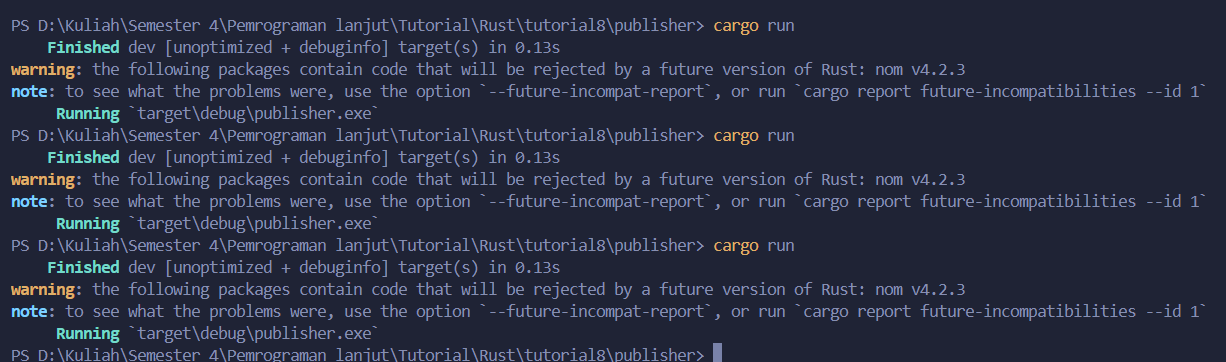 PS D:\Kuliah\Semester 4\Pemrograman lanjut\Tutorial\Rust\tutorial8\publisher> cargo run
Finished dev [unoptimized + debuginfo] target(s) in 0.13s
warning: the following packages contain code that will be rejected by a future version of Rust: nom v4.2.3
note: to see what the problems were, use the option `--future-incompat-report`, or run `cargo report future-incompatibilities --id 1`
Running `target\debug\publisher.exe`
PS D:\Kuliah\Semester 4\Pemrograman lanjut\Tutorial\Rust\tutorial8\publisher> cargo run
Finished dev [unoptimized + debuginfo] target(s) in 0.13s
warning: the following packages contain code that will be rejected by a future version of Rust: nom v4.2.3
note: to see what the problems were, use the option `--future-incompat-report`, or run `cargo report future-incompatibilities --id 1`
Running `target\debug\publisher.exe`
PS D:\Kuliah\Semester 4\Pemrograman lanjut\Tutorial\Rust\tutorial8\publisher> cargo run
Finished dev [unoptimized + debuginfo] target(s) in 0.13s
warning: the following packages contain code that will be rejected by a future version of Rust: nom v4.2.3
note: to see what the problems were, use the option `--future-incompat-report`, or run `cargo report future-incompatibilities --id 1`
Running `target\debug\publisher.exe`
PS D:\Kuliah\Semester 4\Pemrograman lanjut\Tutorial\Rust\tutorial8\publisher>